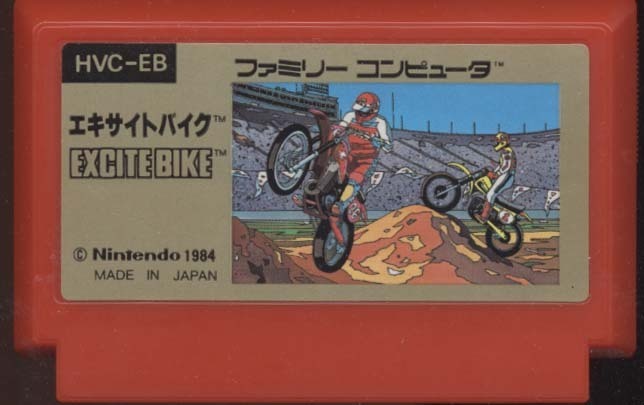 HVC-EB
ファミリー コンピュータ™
エキサイトバイク™
EXCITEBIKE™
© Nintendo 1984
MADE IN JAPAN